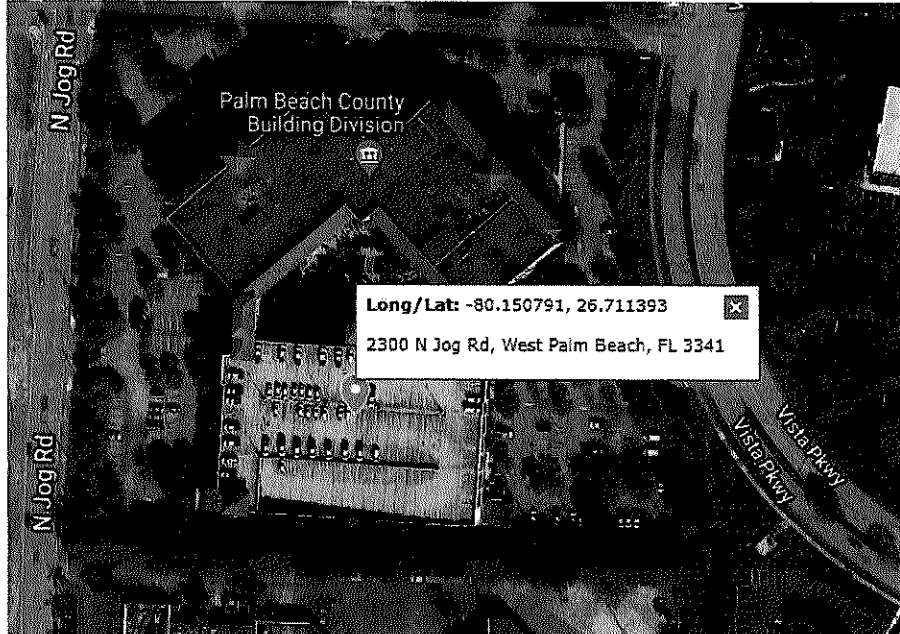 N Jog Rd
Palm Beach County
Building Division
Long/Lat: -80.150791, 26.711393
2300 N Jog Rd, West Palm Beach, FL 3341
Vista Pkwy
Vista Pkwy
N Jog Rd